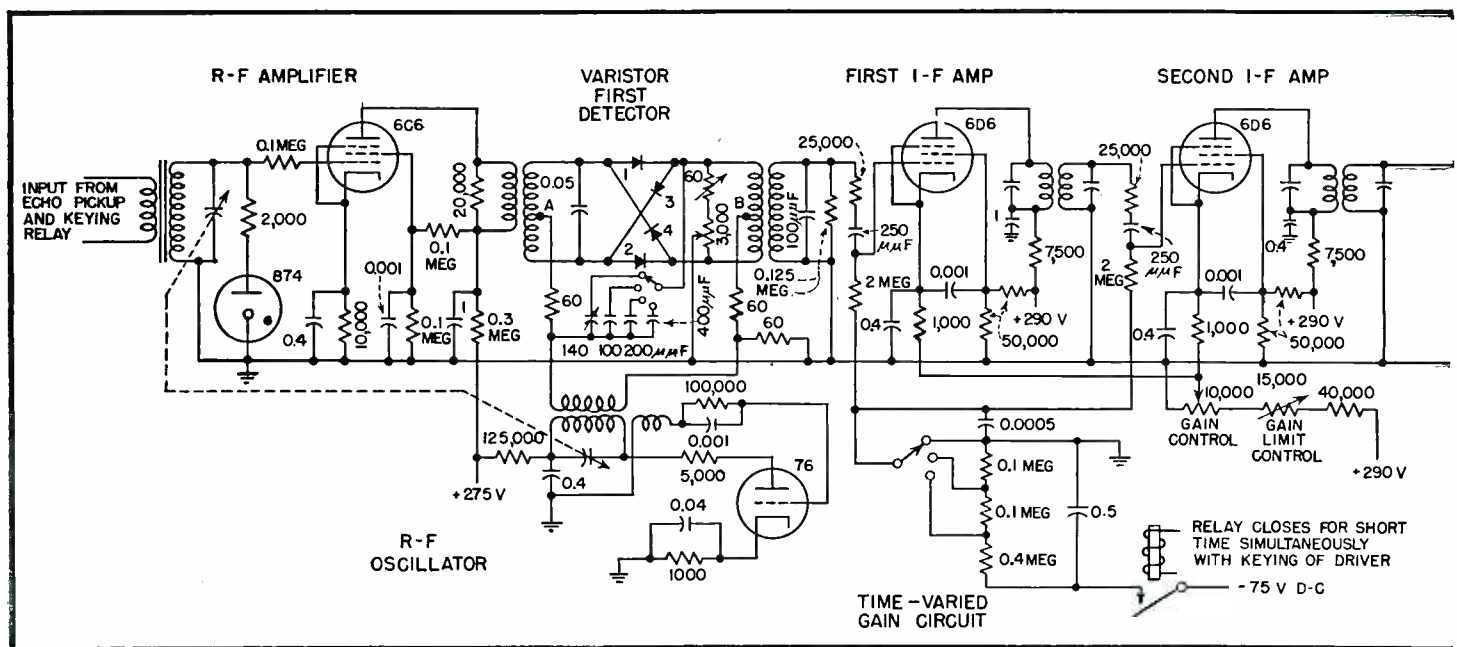 R-F AMPLIFIER
VARISTOR
FIRST
DETECTOR
FIRST I-F AMP
SECOND I-F AMP
6C6
6D6
6D6
0.1 MEG
INPUT FROM
ECHO PICKUP
AND KEYING
RELAY
2,000
874
0.4
10,000
0.001
0.1
MEG
0.1
MEG
20,000
1
0.3
MEG
0.05
A
1
2
3
4
60
3,000
B
60
60
60
140
100
200 μμF
400 μμF
100 μμF
0.125
MEG
25,000
250
μμF
2 MEG
0.4
0.001
1,000
+290 V
50,000
7,500
1
25,000
250
μμF
2
MEG
0.4
0.001
1,000
+290 V
50,000
7,500
0.4
10,000
GAIN
CONTROL
15,000
GAIN
LIMIT
CONTROL
40,000
+290 V
125,000
+275 V
0.4
100,000
0.001
5,000
76
0.04
1000
R-F
OSCILLATOR
0.0005
0.1 MEG
0.1 MEG
0.4 MEG
0.5
RELAY CLOSES FOR SHORT
TIME SIMULTANEOUSLY
WITH KEYING OF DRIVER
-75 V D-C
TIME-VARIED
GAIN CIRCUIT